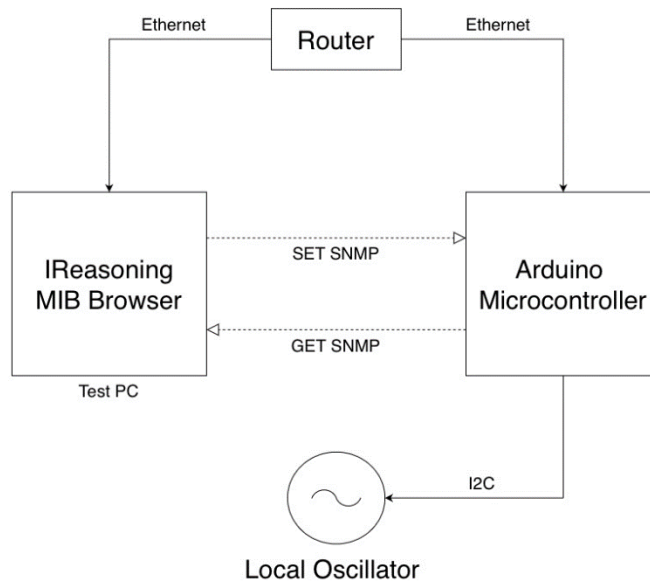 Ethernet
Router
Ethernet
IReasoning
MIB Browser
SET SNMP
GET SNMP
Arduino
Microcontroller
Test PC
I2C
Local Oscillator